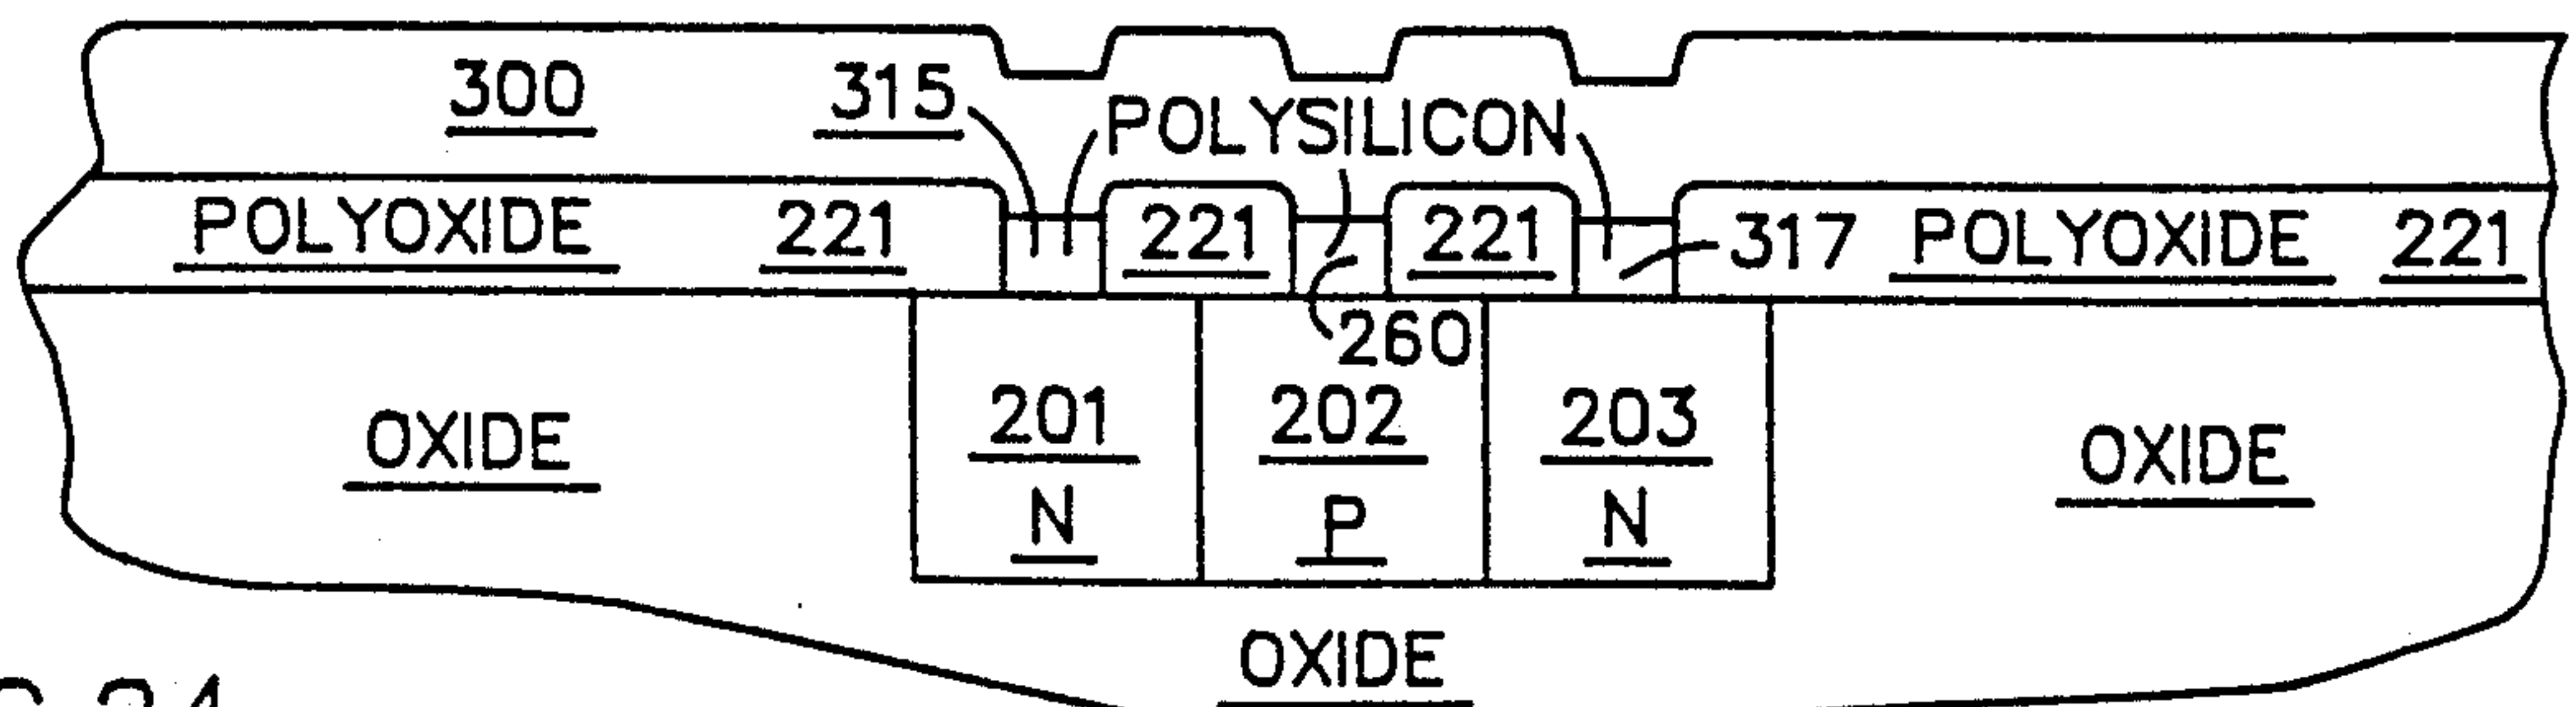 300 315 POLYSILICON
POLYOXIDE 221 221 221 317 POLYOXIDE 221
260
201 202 203
OXIDE OXIDE
N P N
OXIDE